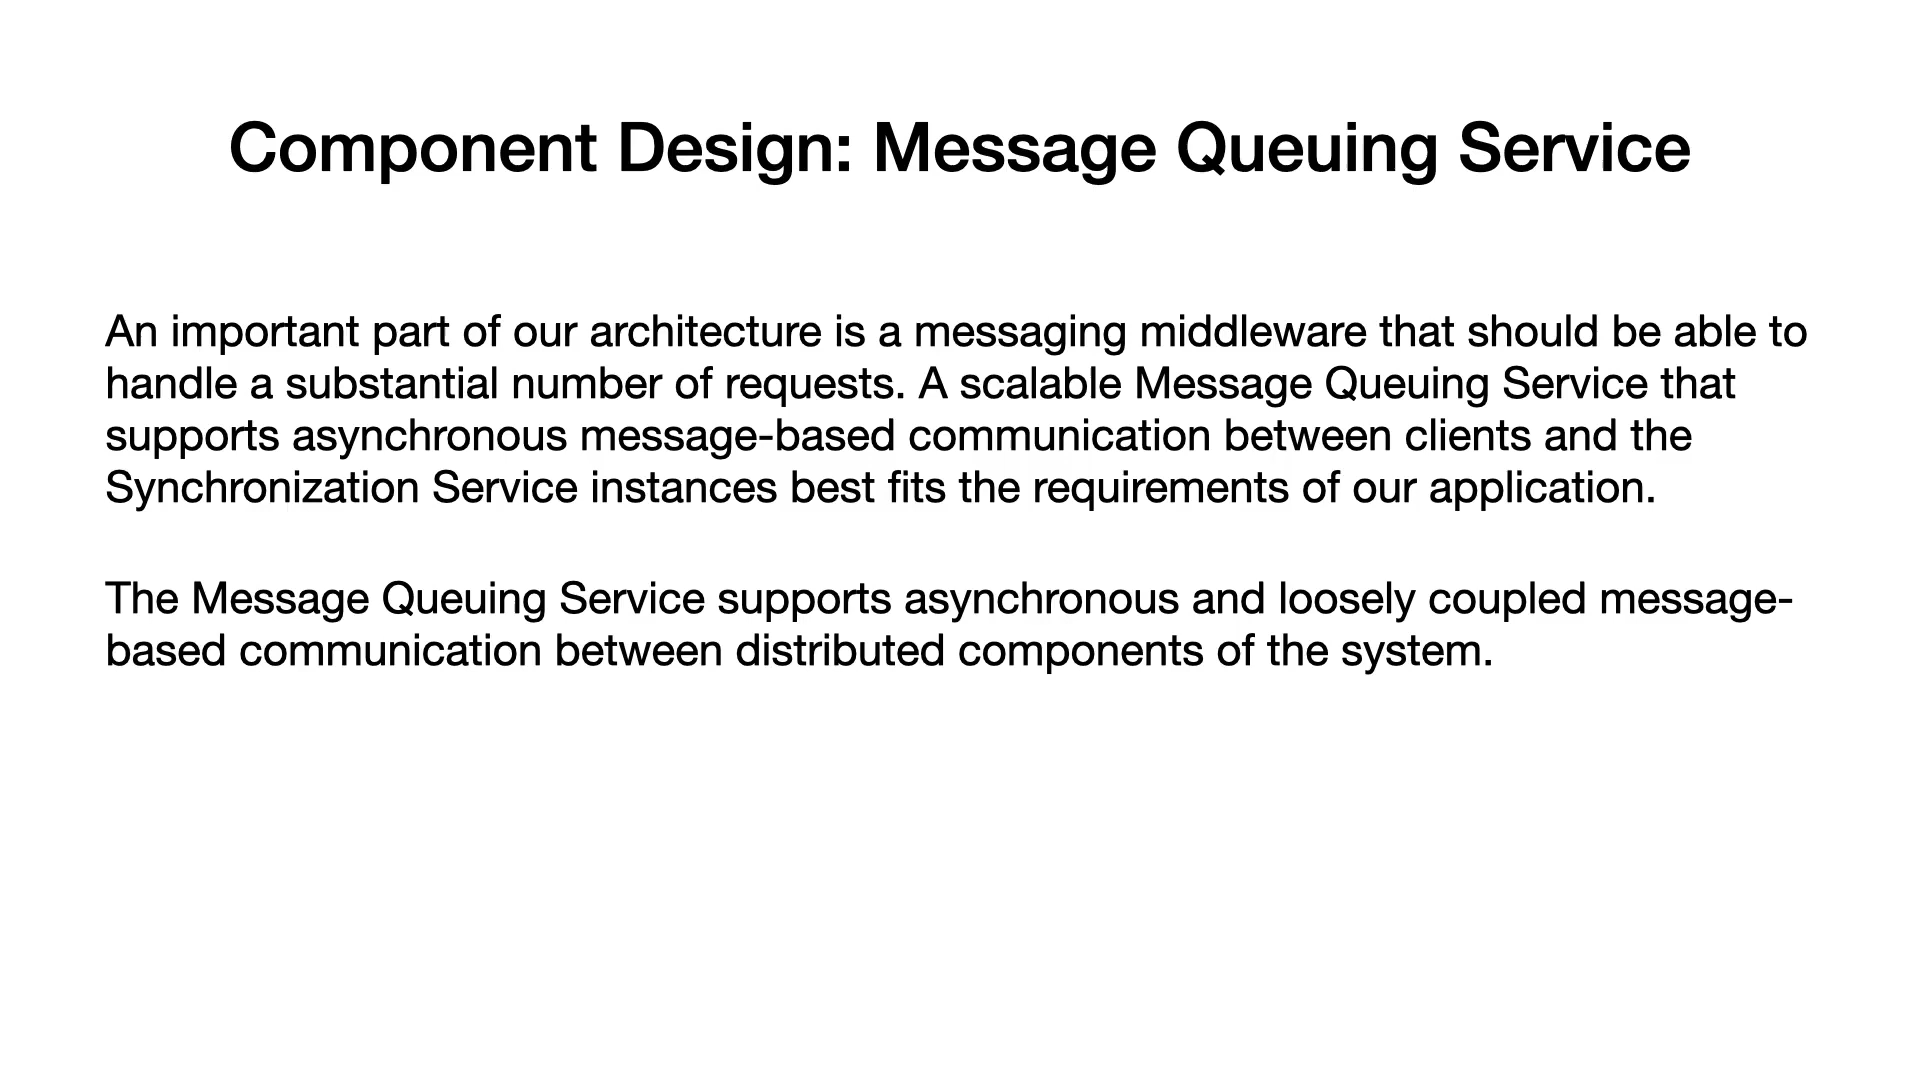 Component Design: Message Queuing Service
An important part of our architecture is a messaging middleware that should be able to
handle a substantial number of requests. A scalable Message Queuing Service that
supports asynchronous message-based communication between clients and the
Synchronization Service instances best fits the requirements of our application.
The Message Queuing Service supports asynchronous and loosely coupled message-
based communication between distributed components of the system.